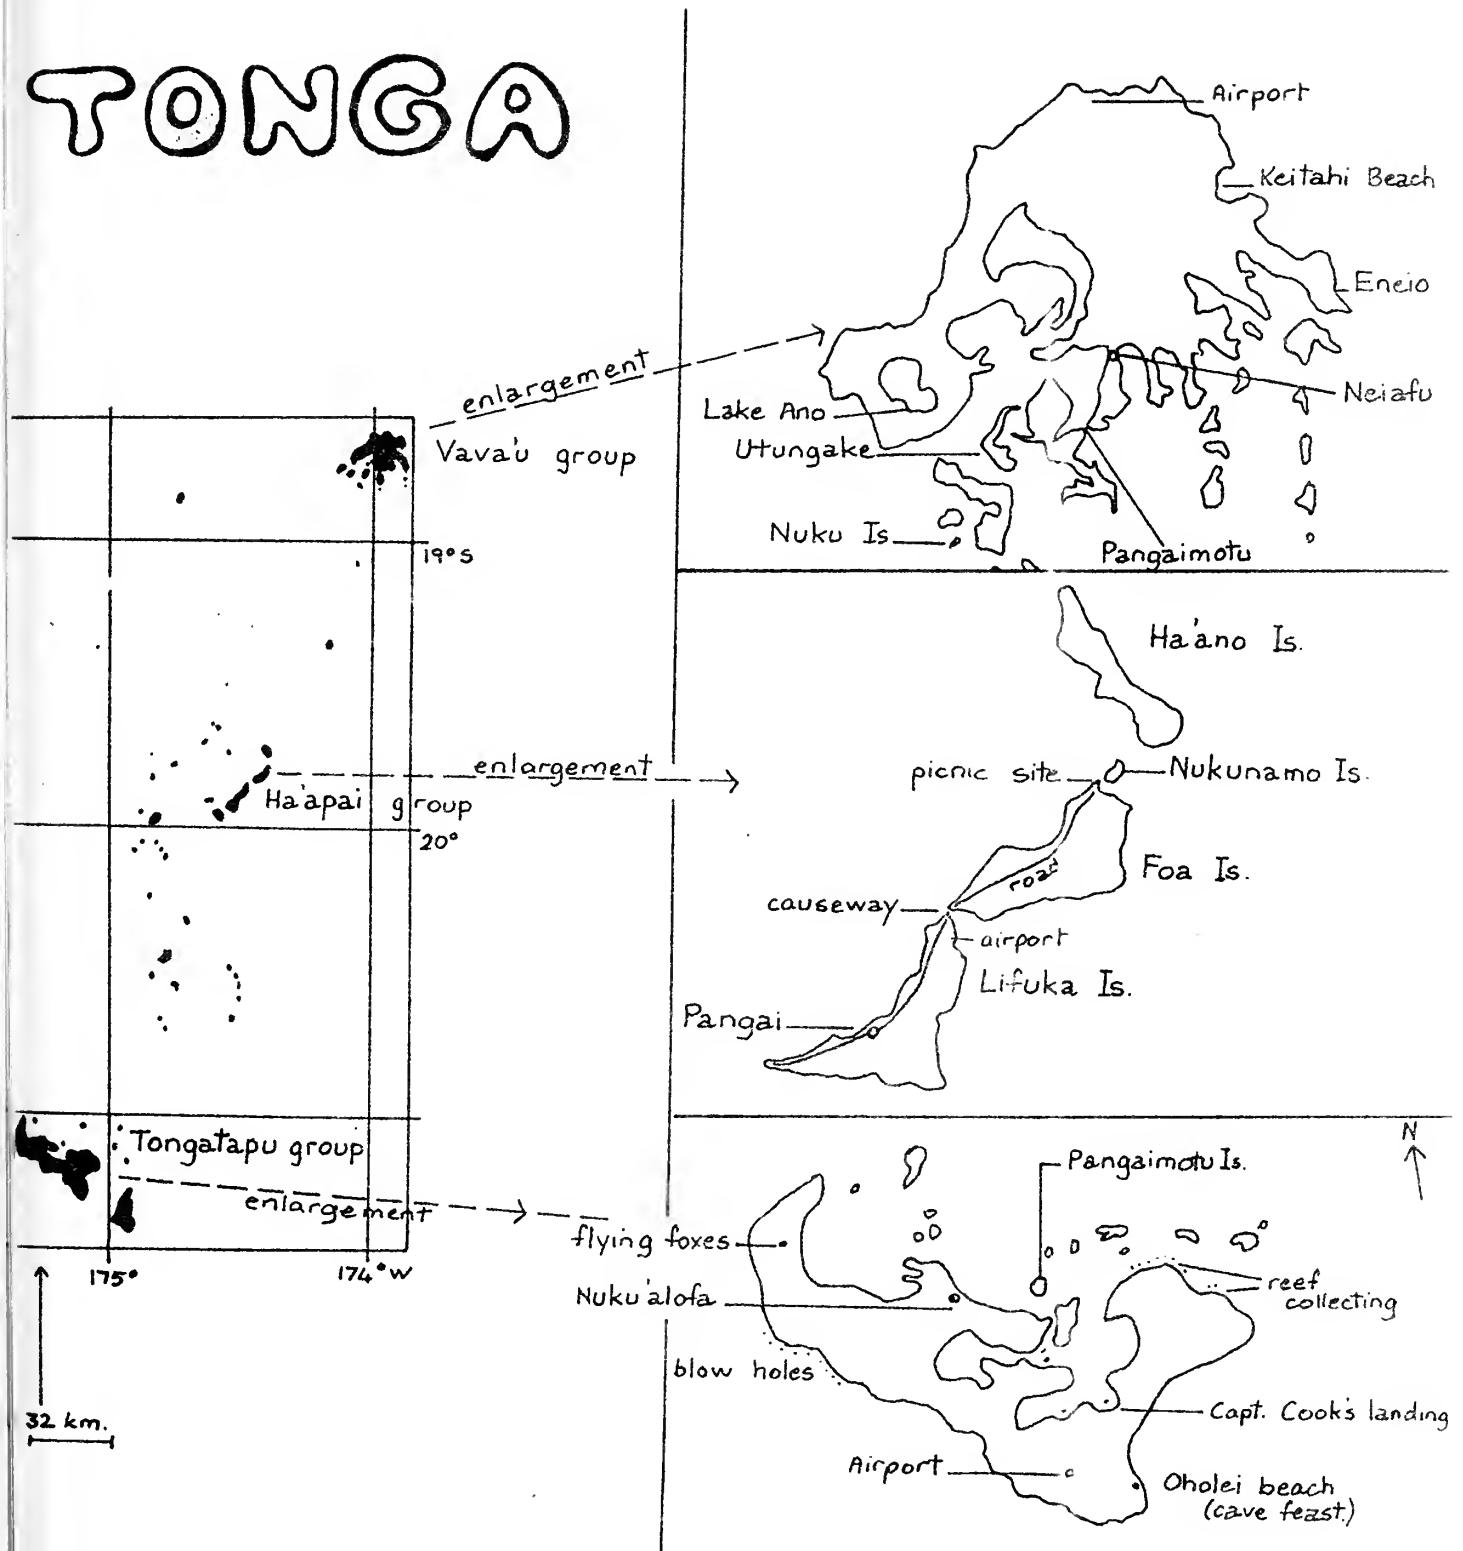 TONGA
enlargement
Vava'u group
19°S
enlargement
Ha'apai group
20°
Tongatapu group
enlargement
175°
174°W
32 km.
Airport
Keitahi Beach
Eneio
Neiafu
Lake Ano
Utungake
Nuku Is
Pangaimotu
Ha'ano Is.
picnic site
Nukunamo Is.
road
Foa Is.
causeway
airport
Lifuka Is.
Pangai
N
Pangaimotu Is.
flying foxes
Nuku'alofa
reef
collecting
blow holes
Capt. Cook's landing
Airport
Oholei beach
(cave feast.)